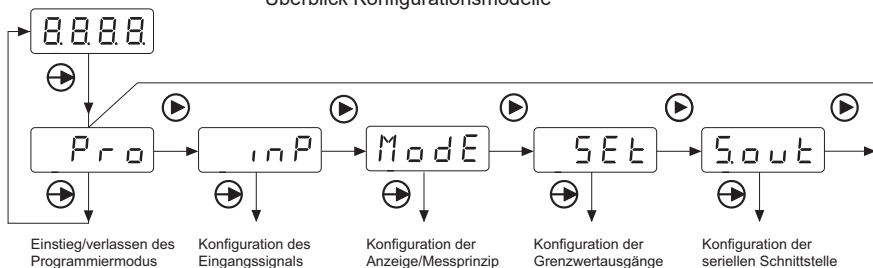 Überblick Konfigurationsmodelle
8.8.8.8.
Pro
inP
ModE
SEt
S.out
Einstieg/verlassen des
Programmiermodus
Konfiguration des
Eingangssignals
Konfiguration der
Anzeige/Messprinzip
Konfiguration der
Grenzwertausgänge
Konfiguration der
seriellen Schnittstelle